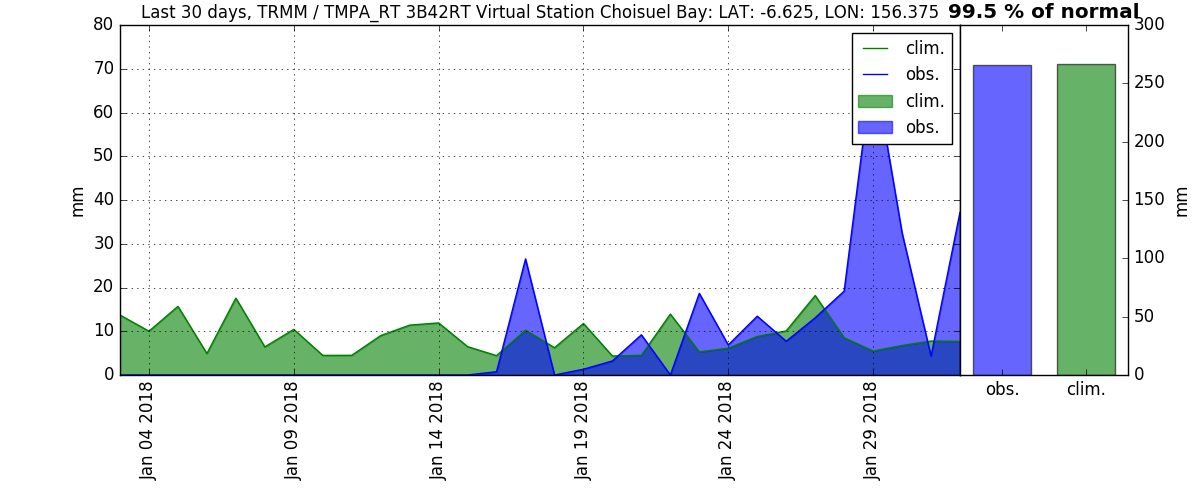 Last 30 days, TRMM / TMPA_RT 3B42RT Virtual Station Choisuel Bay: LAT: -6.625, LON: 156.375
99.5 % of normal
80
70
60
50
40
30
20
10
0
mm
clim.
obs.
clim.
obs.
Jan 04 2018
Jan 09 2018
Jan 14 2018
Jan 19 2018
Jan 24 2018
Jan 29 2018
300
250
200
150
100
50
0
mm
obs.
clim.